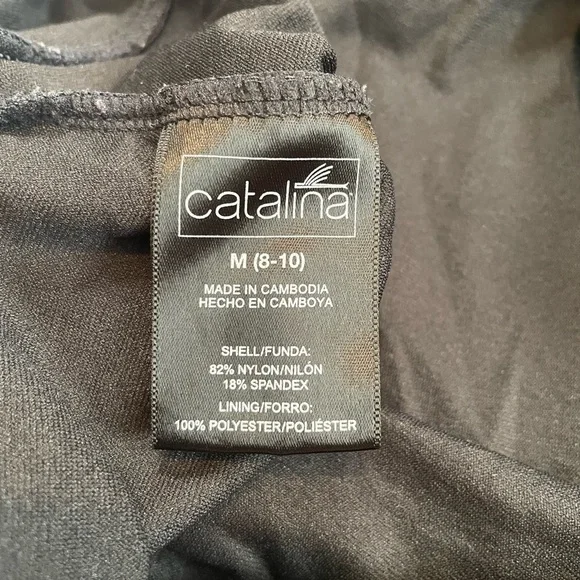 catalina
M (8-10)
MADE IN CAMBODIA
HECHO EN CAMBOYA
SHELL/FUNDA:
82% NYLON/NILÓN
18% SPANDEX
LINING/FORRO:
100% POLYESTER/POLIÉSTER